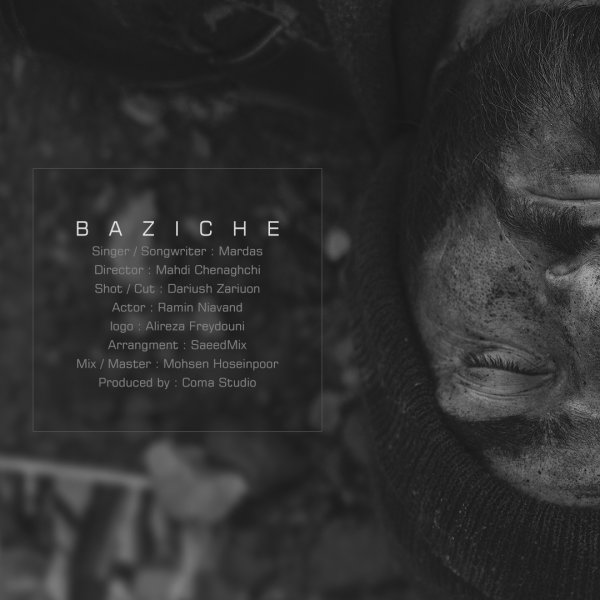 BAZICHE
Singer / Songwriter : Mardas
Director : Mahdi Chenaghchi
Shot / Cut : Dariush Zariuon
Actor : Ramin Niavand
logo : Alireza Freydouni
Arrangment : SaeedMix
Mix / Master : Mohsen Hoseinpoor
Produced by : Coma Studio